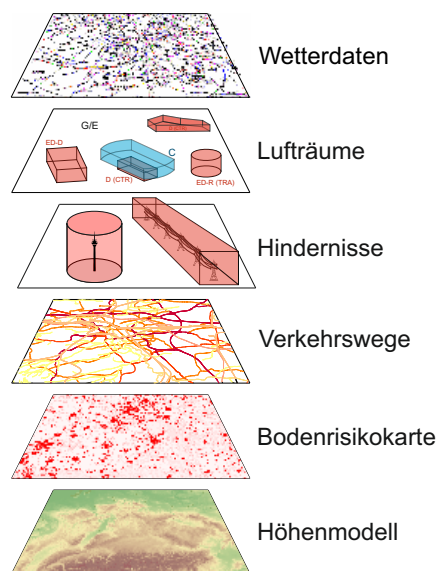 Wetterdaten
G/E
ED-D
C
D (CTR)
ED-R (TRA)
Lufträume
Hindernisse
Verkehrswege
Bodenrisikokarte
Höhenmodell